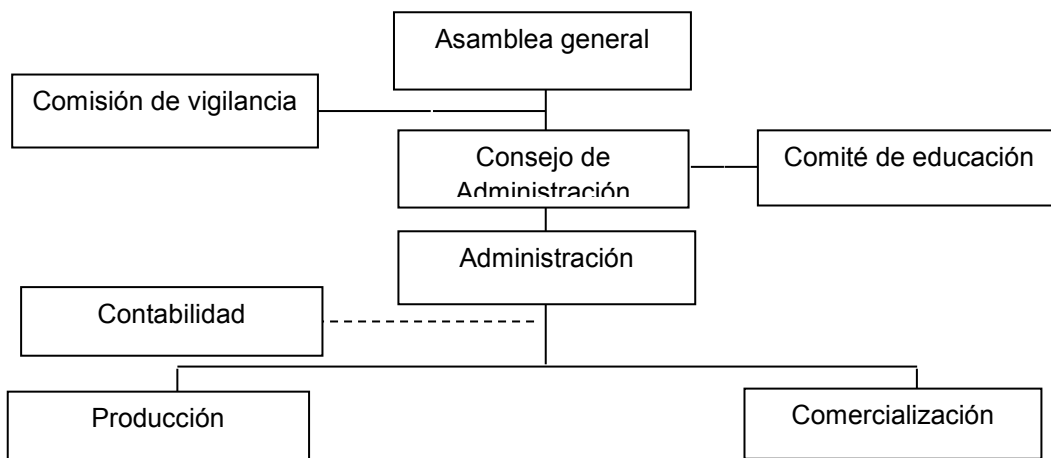 Asamblea general
Comisión de vigilancia
Consejo de
Administración
Comité de educación
Administración
Contabilidad
Producción
Comercialización